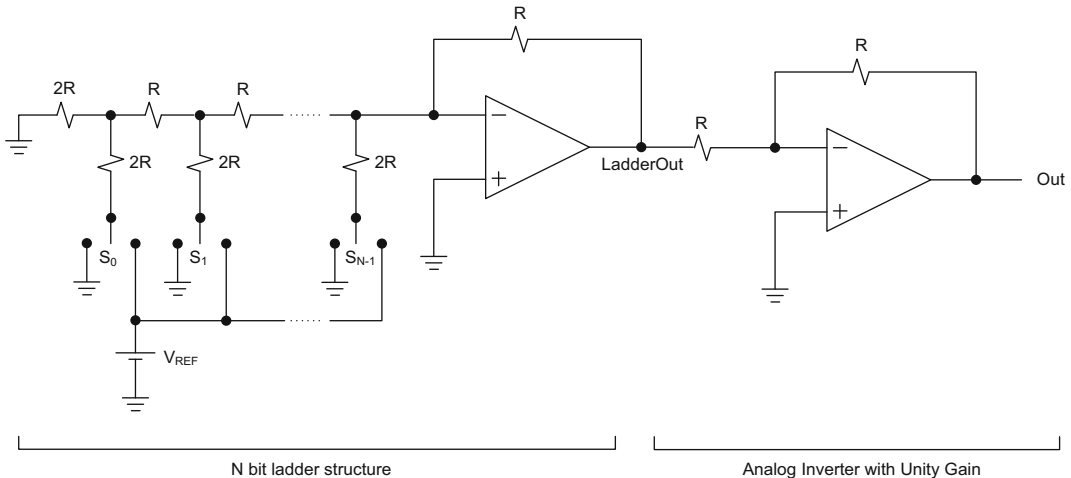 R
R
2R
R
R
R
2R
2R
2R
LadderOut
Out
S0
S1
SN-1
VREF
N bit ladder structure
Analog Inverter with Unity Gain